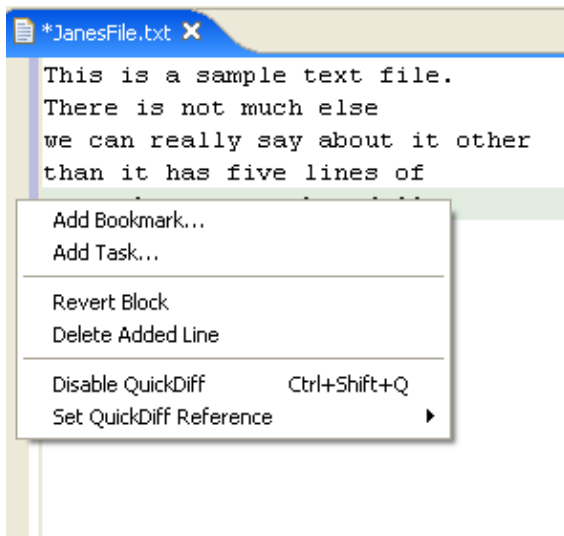 *JanesFile.txt
This is a sample text file.
There is not much else
we can really say about it other
than it has five lines of
Add Bookmark...
Add Task...
Revert Block
Delete Added Line
Disable QuickDiff Ctrl+Shift+Q
Set QuickDiff Reference